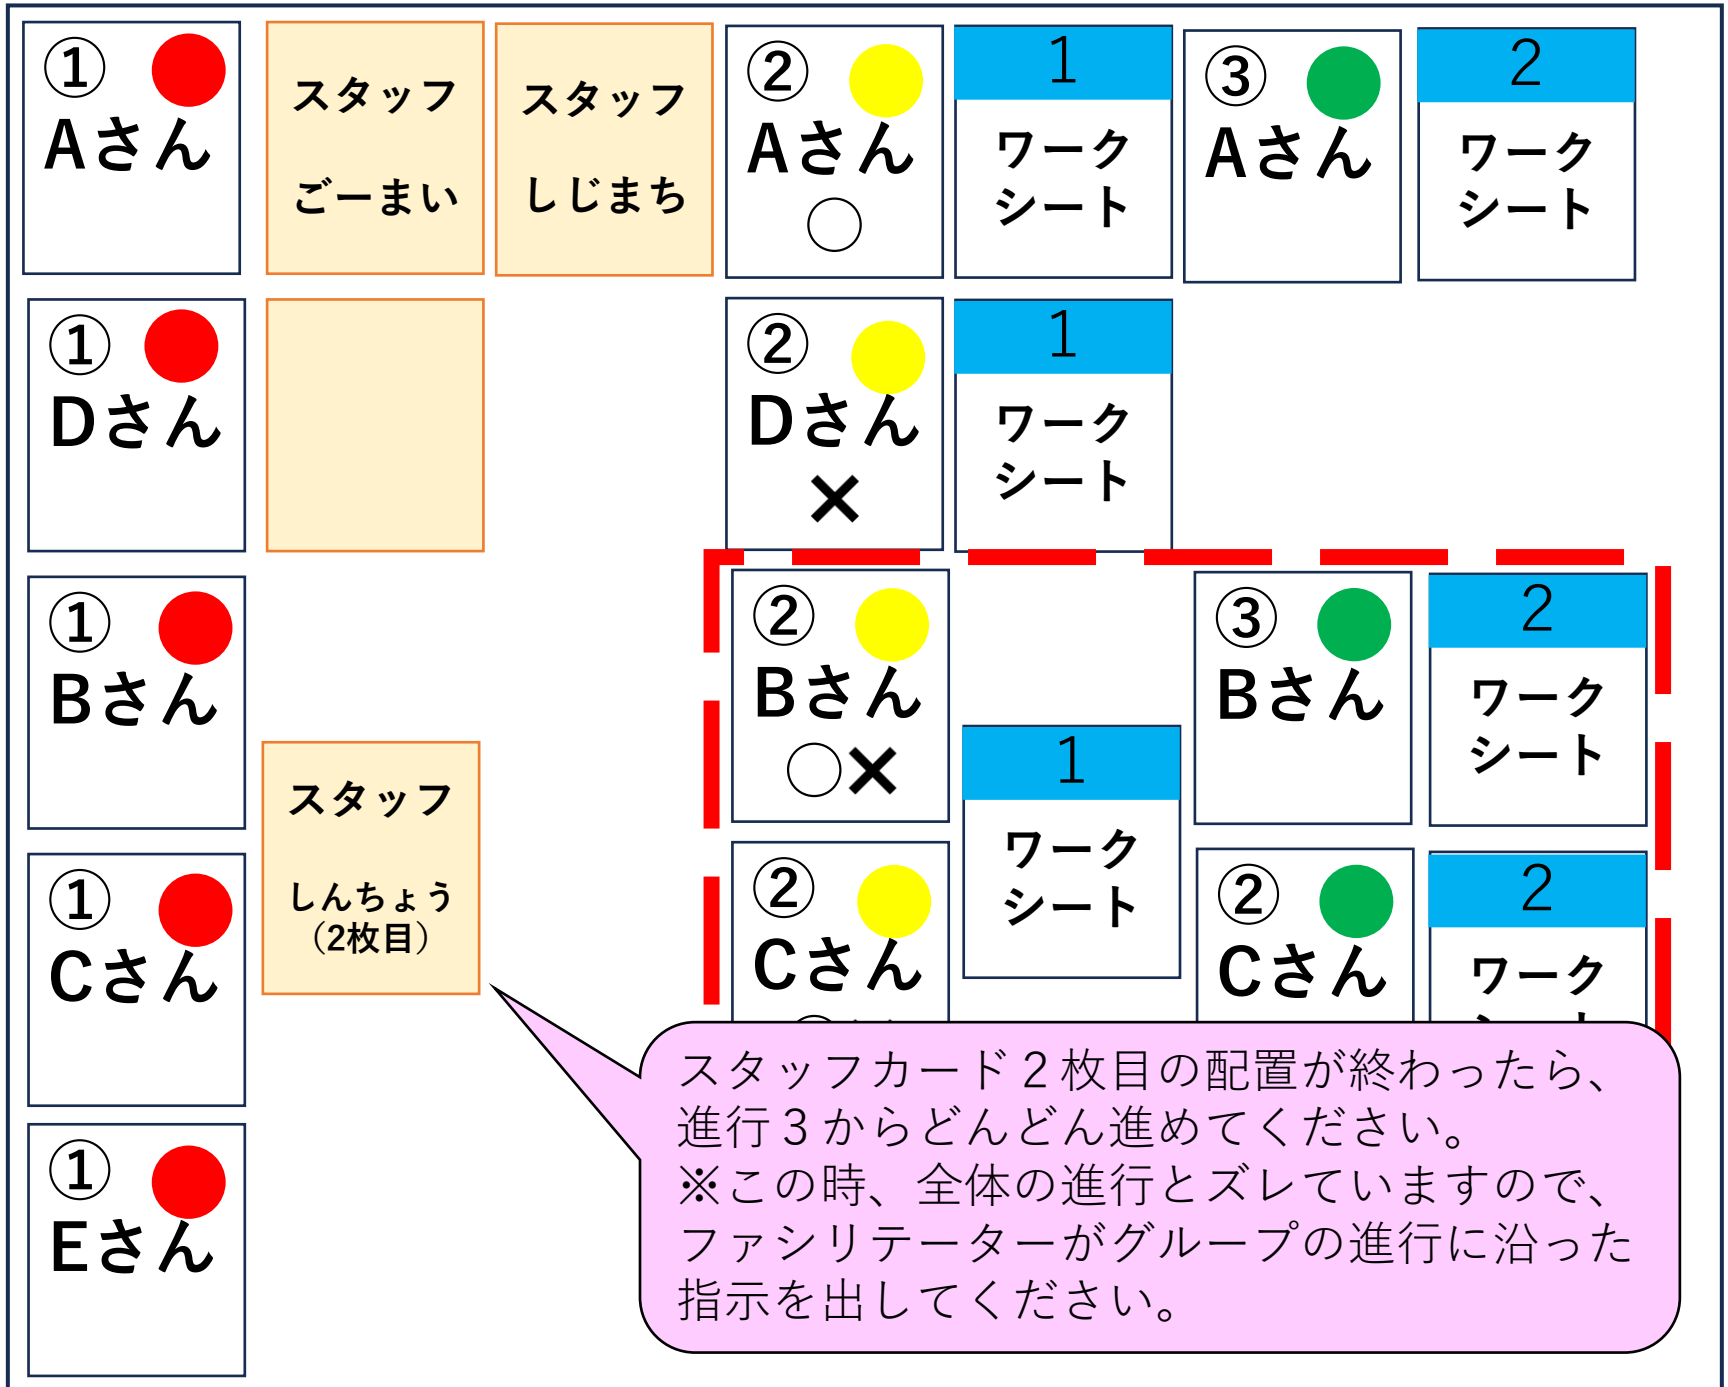 ①
Aさん
スタッフ
ごーまい
スタッフ
しじまち
②
Aさん
○
1
ワーク
シート
③
Aさん
2
ワーク
シート
①
Dさん
②
Dさん
×
1
ワーク
シート
①
Bさん
②
Bさん
○×
1
ワーク
シート
③
Bさん
2
ワーク
シート
①
Cさん
スタッフ
しんちょう
（2枚目）
②
Cさん
②
Cさん
2
ワーク
①
Eさん
スタッフカード２枚目の配置が終わったら、
進行３からどんどん進めてください。
※この時、全体の進行とズレていますので、
ファシリテーターがグループの進行に沿った
指示を出してください。